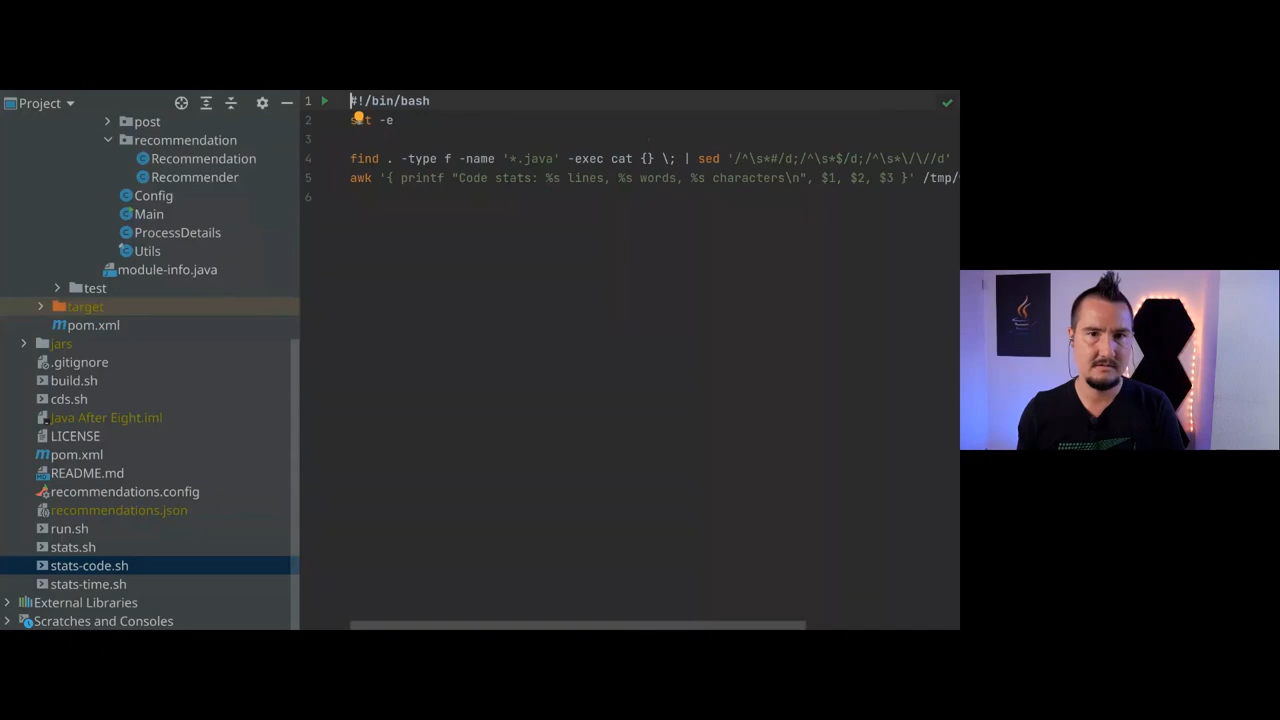 Project
post
recommendation
Recommendation
Recommender
Config
Main
ProcessDetails
Utils
module-info.java
test
target
pom.xml
jars
.gitignore
build.sh
cds.sh
java After Eight.iml
LICENSE
pom.xml
README.md
recommendations.config
recommendations.json
run.sh
stats.sh
stats-code.sh
stats-time.sh
External Libraries
Scratches and Consoles
1 #!/bin/bash
2 set -e
3
4 find . -type f -name '*.java' -exec cat {} \; | sed '/^\s*#/d;/^\s*$/d;/^\s*\/\//d'
5 awk '{ printf "Code stats: %s lines, %s words, %s characters\n", $1, $2, $3 }' /tmp/
6